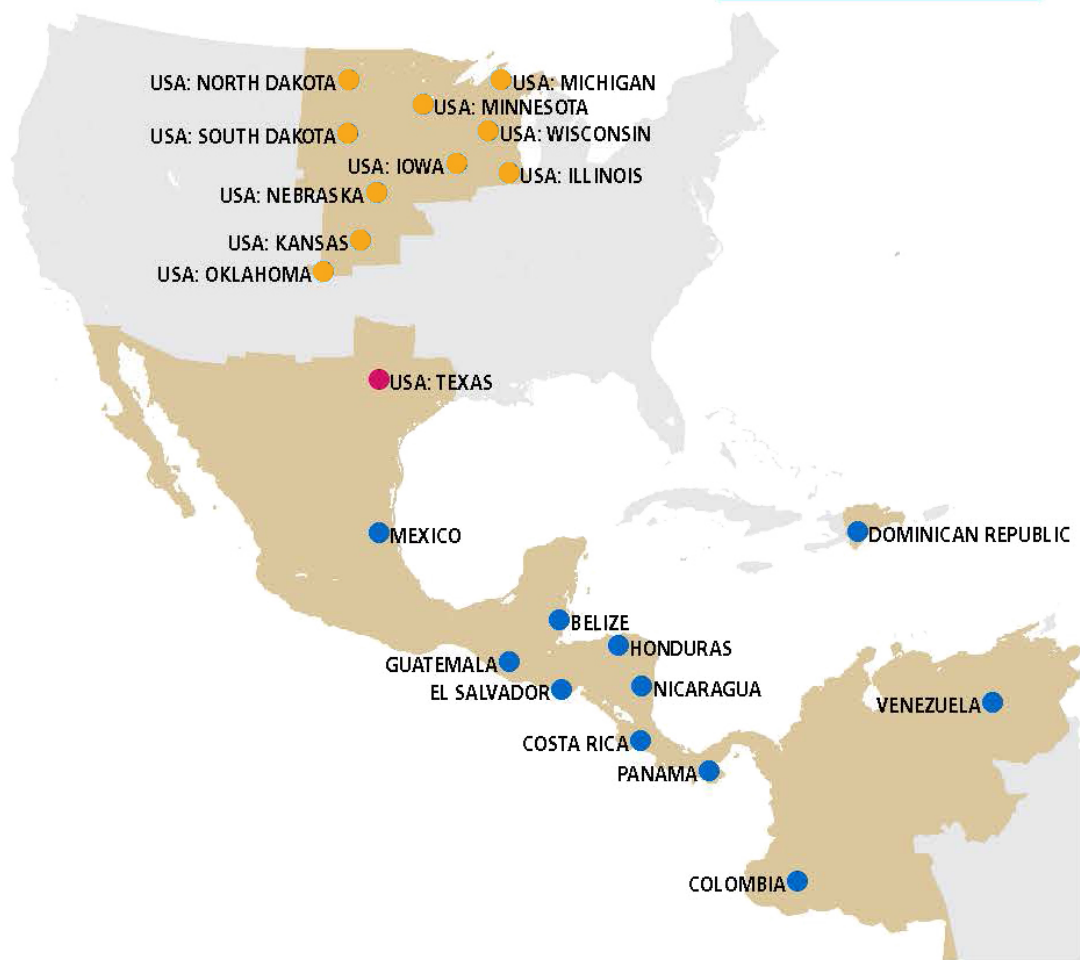 USA: NORTH DAKOTA
USA: MICHIGAN
USA: MINNESOTA
USA: SOUTH DAKOTA
USA: WISCONSIN
USA: IOWA
USA: ILLINOIS
USA: NEBRASKA
USA: KANSAS
USA: OKLAHOMA
USA: TEXAS
MEXICO
DOMINICAN REPUBLIC
BELIZE
HONDURAS
GUATEMALA
EL SALVADOR
NICARAGUA
VENEZUELA
COSTA RICA
PANAMA
COLOMBIA